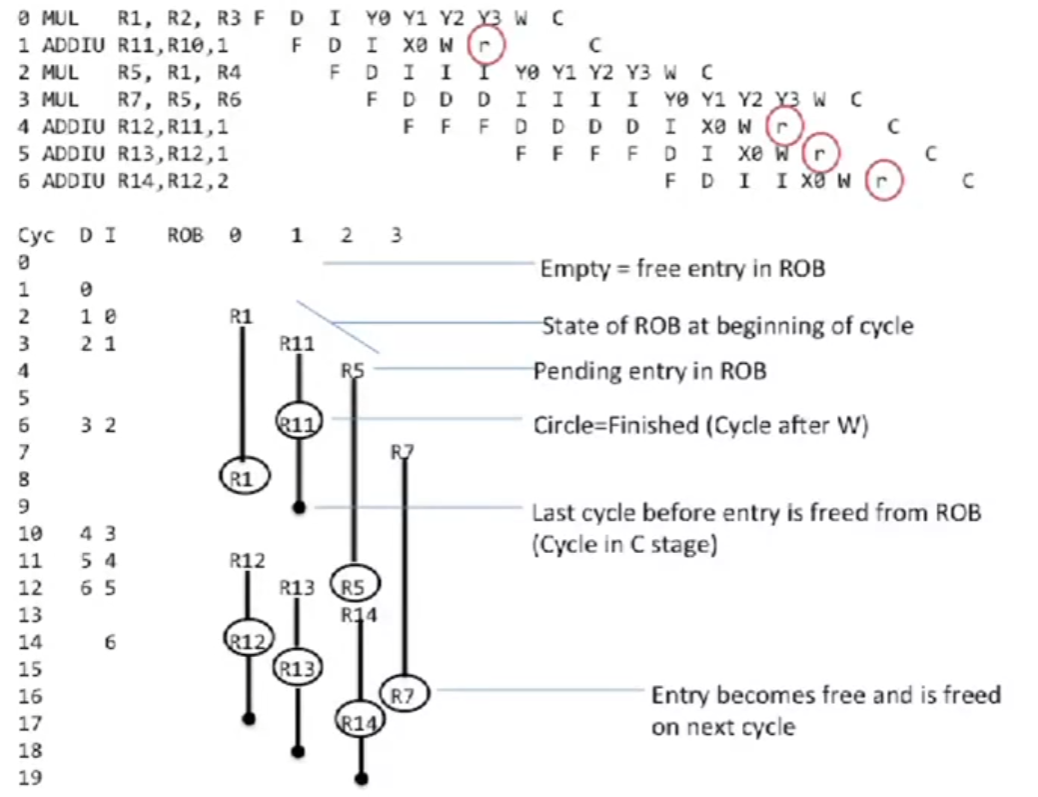 0 MUL R1, R2, R3 F D I Y0 Y1 Y2 Y3 W C
1 ADDIU R11,R10,1 F D I X0 W r C
2 MUL R5, R1, R4 F D I I I Y0 Y1 Y2 Y3 W C
3 MUL R7, R5, R6 F D D D I I I I Y0 Y1 Y2 Y3 W C
4 ADDIU R12,R11,1 F F F D D D D I X0 W r C
5 ADDIU R13,R12,1 F F F F D I X0 W r C
6 ADDIU R14,R12,2 F D I I X0 W r C
Cyc D I ROB 0 1 2 3
0 Empty = free entry in ROB
1 0
2 1 0 R1 State of ROB at beginning of cycle
3 2 1 R11
4 R5 Pending entry in ROB
5
6 3 2 R11 Circle=Finished (Cycle after W)
7 R7
8 R1
9 Last cycle before entry is freed from ROB
(Cycle in C stage)
10 4 3
11 5 4 R12
12 6 5 R13 R5
13 R14
14 6 R12
15 R13
16 R7 Entry becomes free and is freed
on next cycle
17 R14
18
19